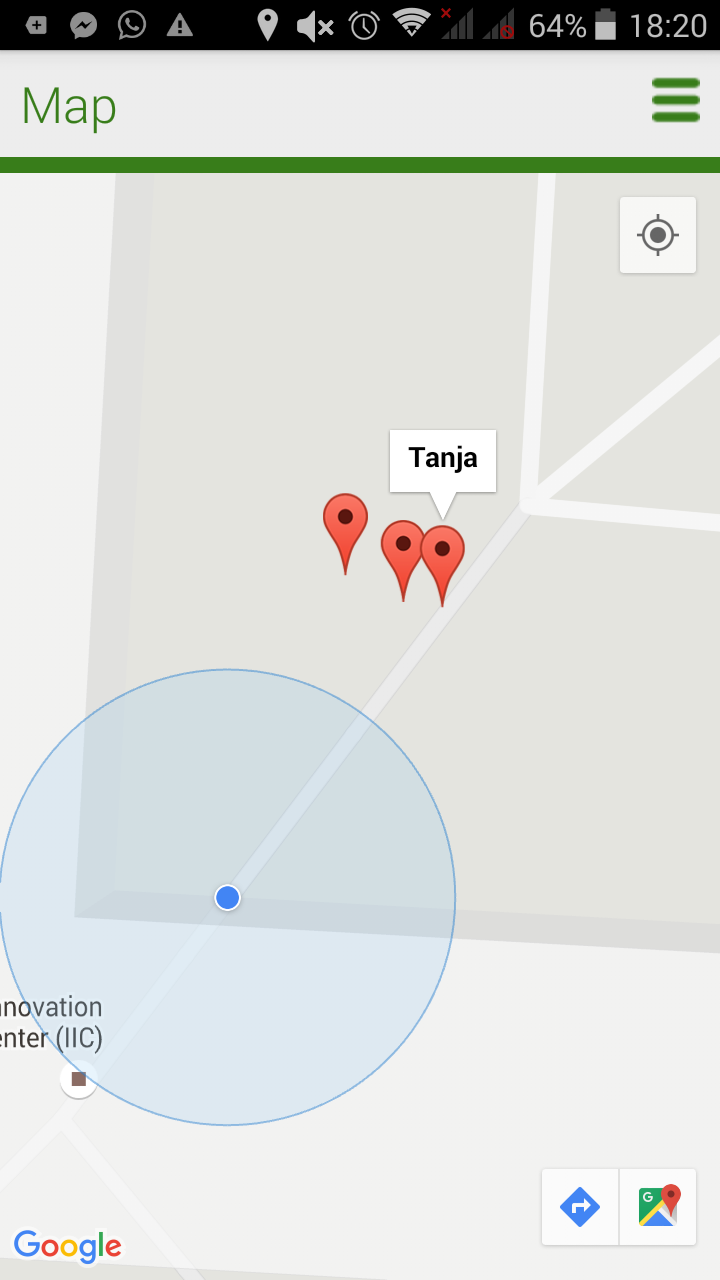 64% 18:20
Map
Tanja
nnovation
enter (IIC)
G
Google